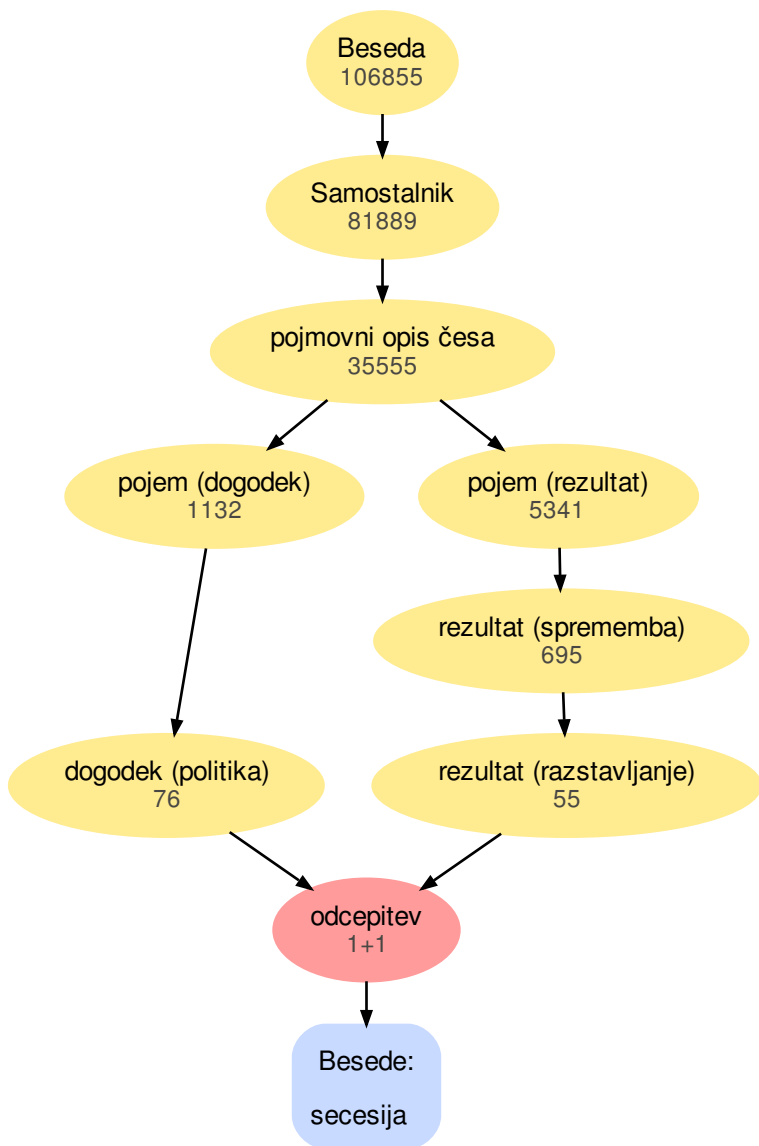 Beseda
106855
Samostalnik
81889
pojmovni opis česa
35555
pojem (dogodek)
1132
pojem (rezultat)
5341
rezultat (sprememba)
695
dogodek (politika)
76
rezultat (razstavljanje)
55
odcepitev
1+1
Besede:
secesija